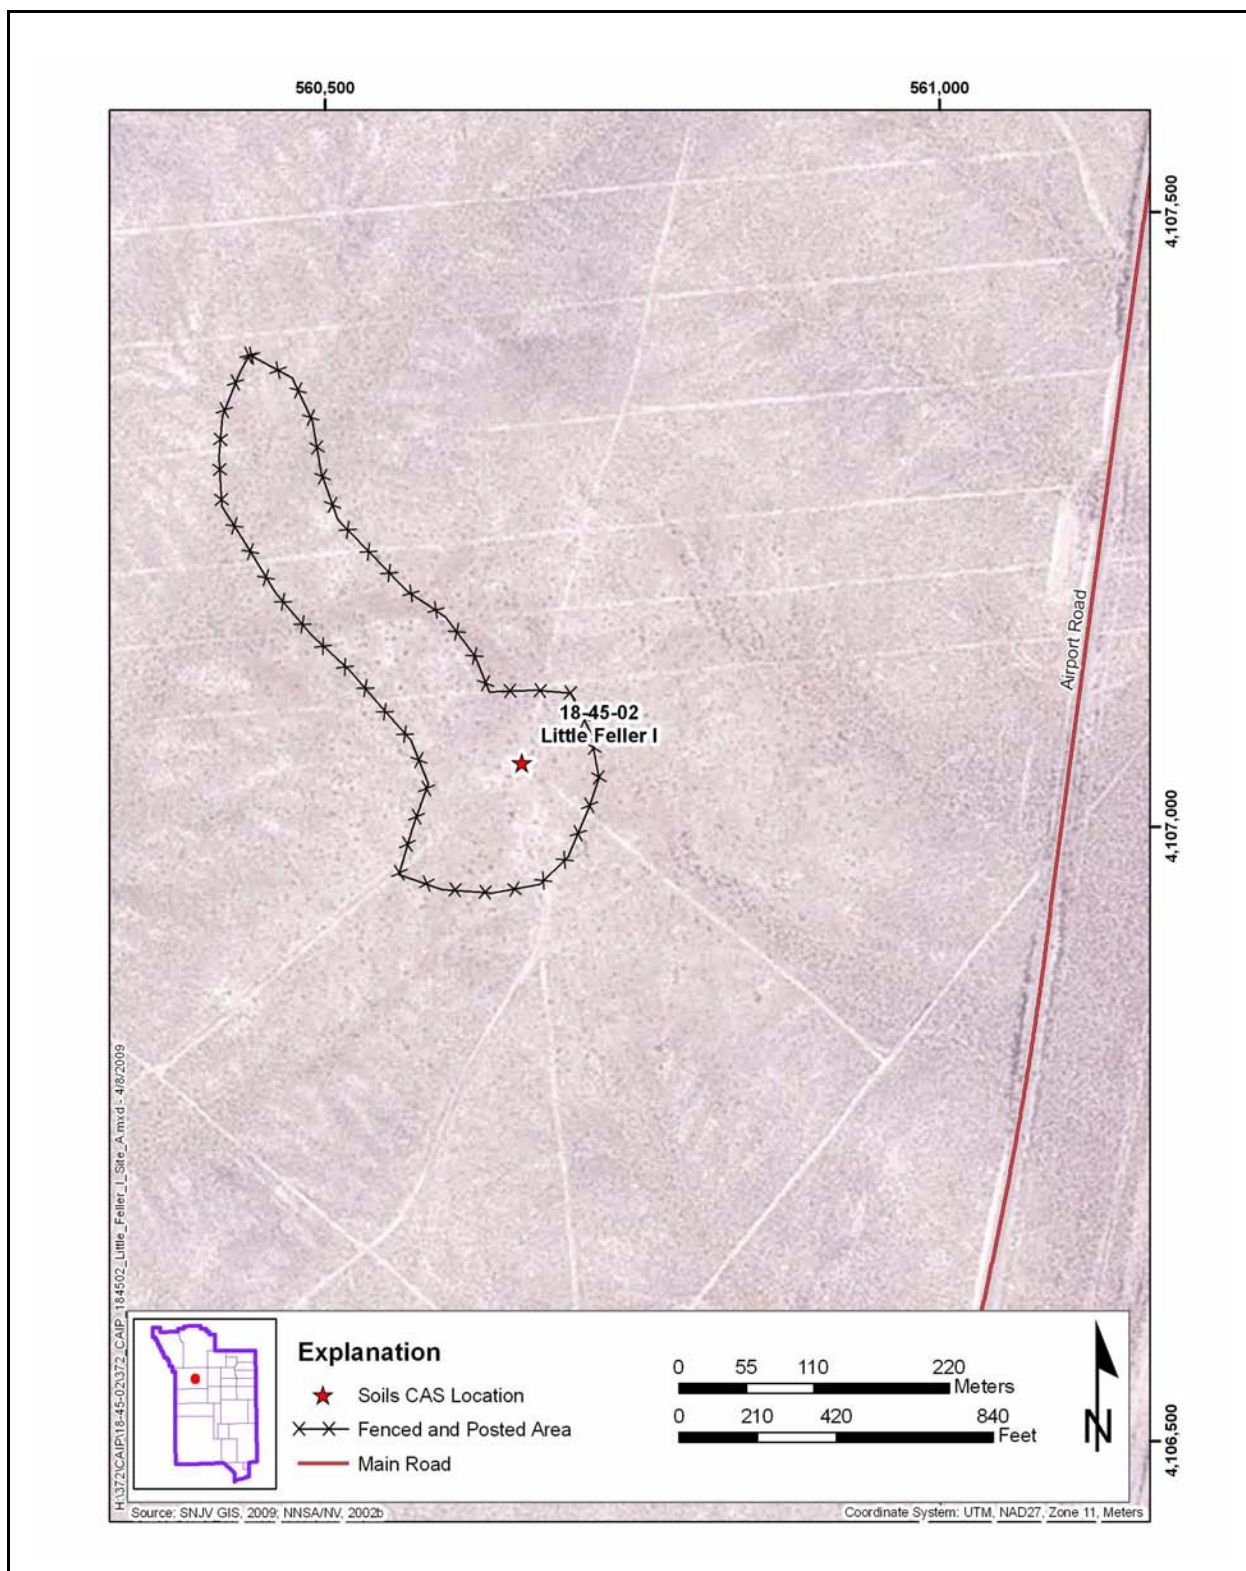 560,500
561,000
4,107,500
Airport Road
18-45-02
Little Feller I
4,107,000
H:\372\CAIP\18-45-02\372_CAIP_184502_Little_Feller_I_Site_A.mxd - 4/8/2009
Explanation
Soils CAS Location
Fenced and Posted Area
Main Road
0 55 110 220
Meters
0 210 420 840
Feet
N
4,106,500
Source: SNJV GIS, 2009; NNSA/NV, 2002b
Coordinate System: UTM, NAD27, Zone 11, Meters